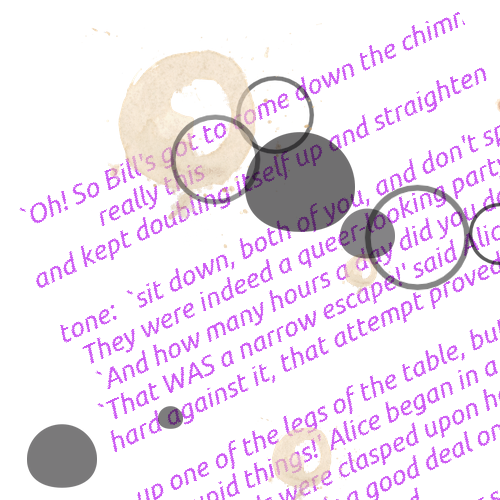 `Oh! So Bill's got to come down the chimn
really this
and kept doubling itself up and straighten
tone: `sit down, both of you, and don't sp
They were indeed a queer-looking party
`And how many hours a day did you d
`That WAS a narrow escape!' said Alic
hard against it, that attempt proved
up one of the legs of the table, but
things!' Alice began in a
were clasped upon
a good deal on